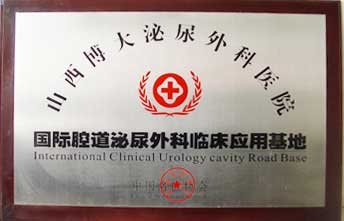 山西博大泌尿外科医院
国际腔道泌尿外科临床应用基地
International Clinical Urology cavity Road Base